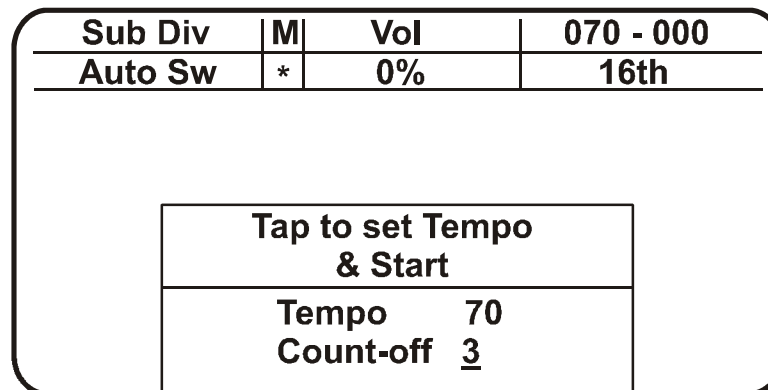 Sub Div M Vol 070 - 000
Auto Sw * 0% 16th
Tap to set Tempo
& Start
Tempo 70
Count-off 3